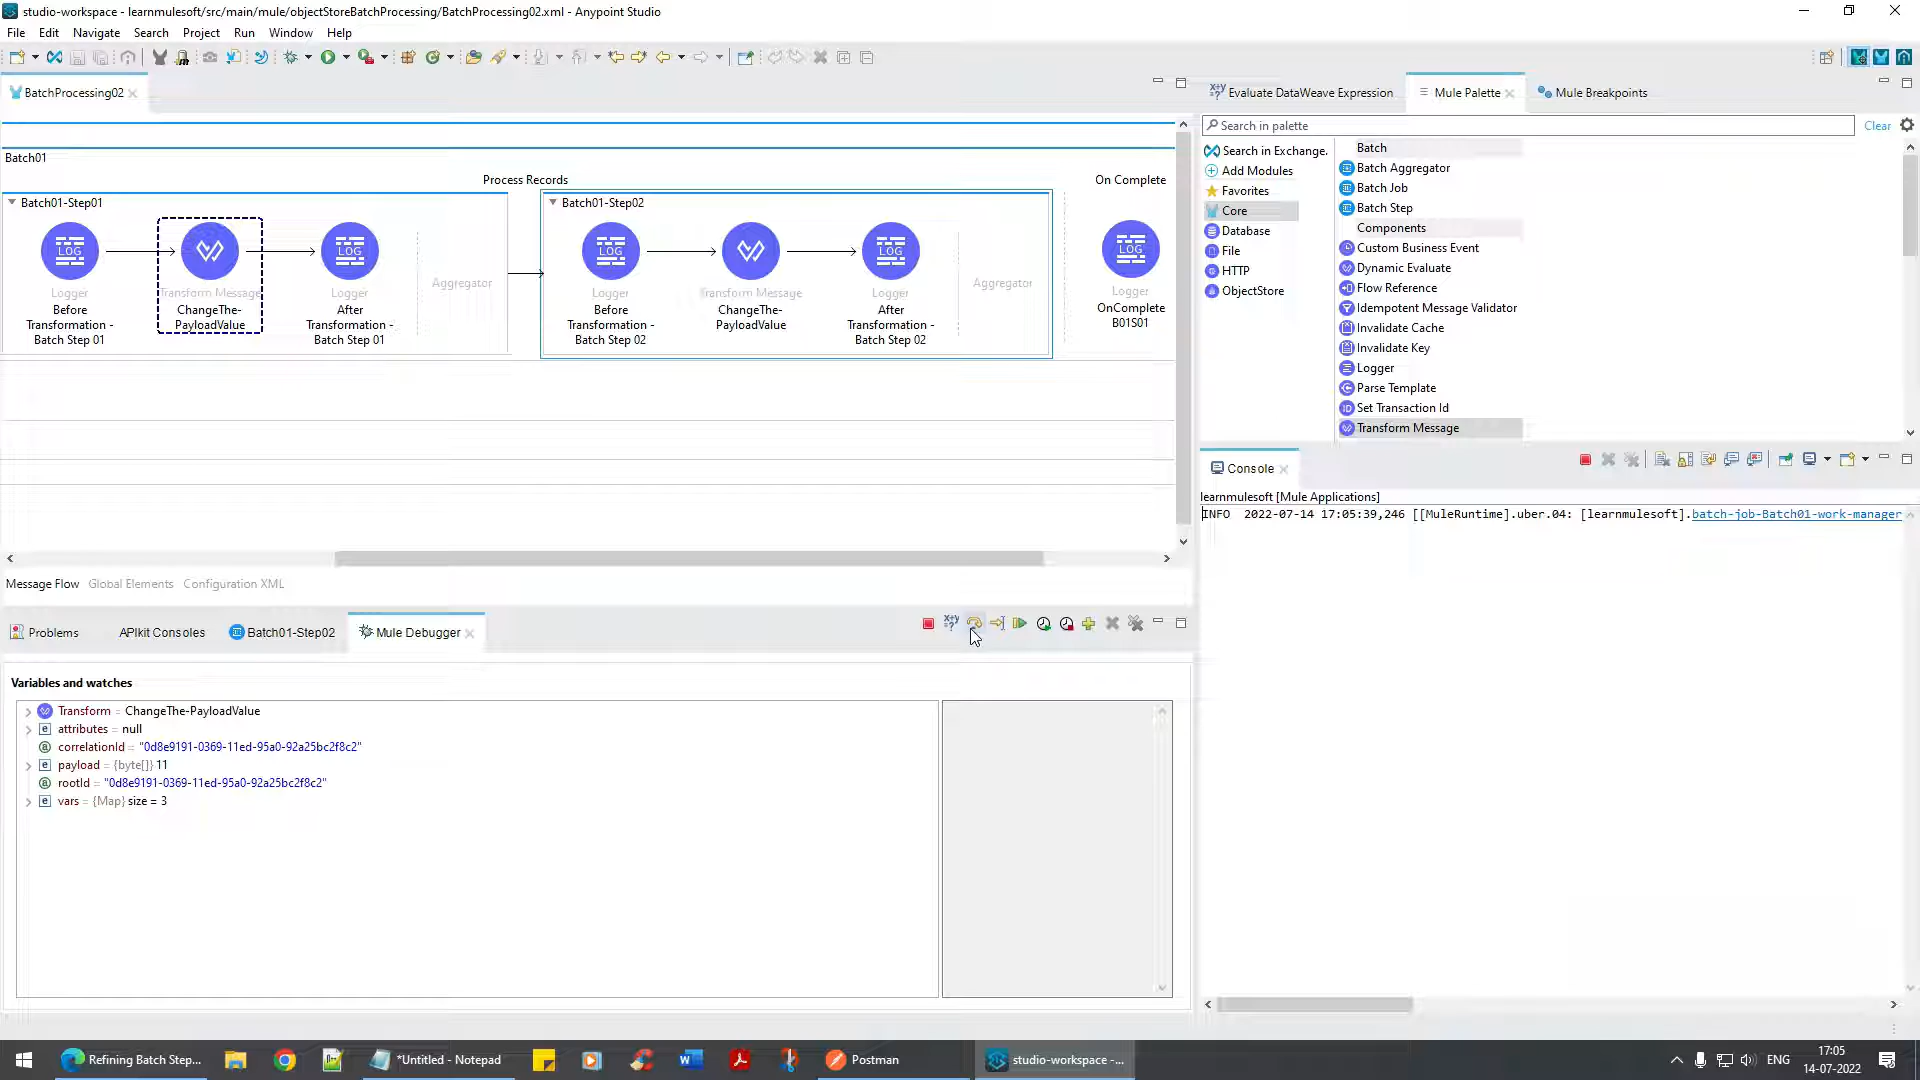 studio-workspace - learnmulesoft/src/main/mule/objectStoreBatchProcessing/BatchProcessing02.xml - Anypoint Studio
File Edit Navigate Search Project Run Window Help
BatchProcessing02
Batch01
Process Records
On Complete
Batch01-Step01
Batch01-Step02
LOG
LOG
LOG
LOG
LOG
Logger
Before
Transformation -
Batch Step 01
Transform Message
ChangeThe-
PayloadValue
Logger
After
Transformation -
Batch Step 01
Aggregator
Logger
Before
Transformation -
Batch Step 02
Transform Message
ChangeThe-
PayloadValue
Logger
After
Transformation -
Batch Step 02
Aggregator
Logger
OnComplete
B01S01
Message Flow Global Elements Configuration XML
Problems APIkit Consoles Batch01-Step02 Mule Debugger
Variables and watches
Transform = ChangeThe-PayloadValue
attributes = null
correlationId = "0d8e9191-0369-11ed-95a0-92a25bc2f8c2"
payload = {byte[]} 11
rootId = "0d8e9191-0369-11ed-95a0-92a25bc2f8c2"
vars = {Map} size = 3
Evaluate DataWeave Expression Mule Palette Mule Breakpoints
Search in palette
Clear
Search in Exchange.
Add Modules
Favorites
Core
Database
File
HTTP
ObjectStore
Batch
Batch Aggregator
Batch Job
Batch Step
Components
Custom Business Event
Dynamic Evaluate
Flow Reference
Idempotent Message Validator
Invalidate Cache
Invalidate Key
Logger
Parse Template
Set Transaction Id
Transform Message
Console
learnmulesoft [Mule Applications]
INFO 2022-07-14 17:05:39,246 [[MuleRuntime].uber.04: [learnmulesoft].batch-job-Batch01-work-manager
Refining Batch Step...
*Untitled - Notepad
Postman
studio-workspace -...
ENG
17:05
14-07-2022